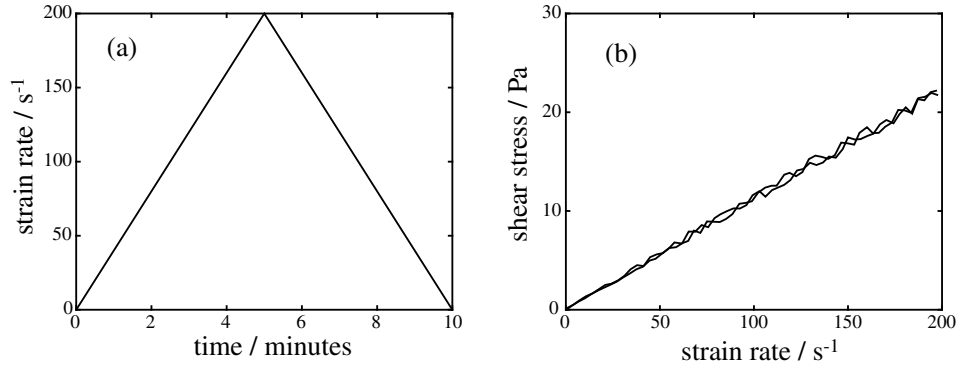 (a)
200
150
100
50
0
strain rate / s⁻¹
0 2 4 6 8 10
time / minutes
(b)
30
20
10
0
shear stress / Pa
0 50 100 150 200
strain rate / s⁻¹